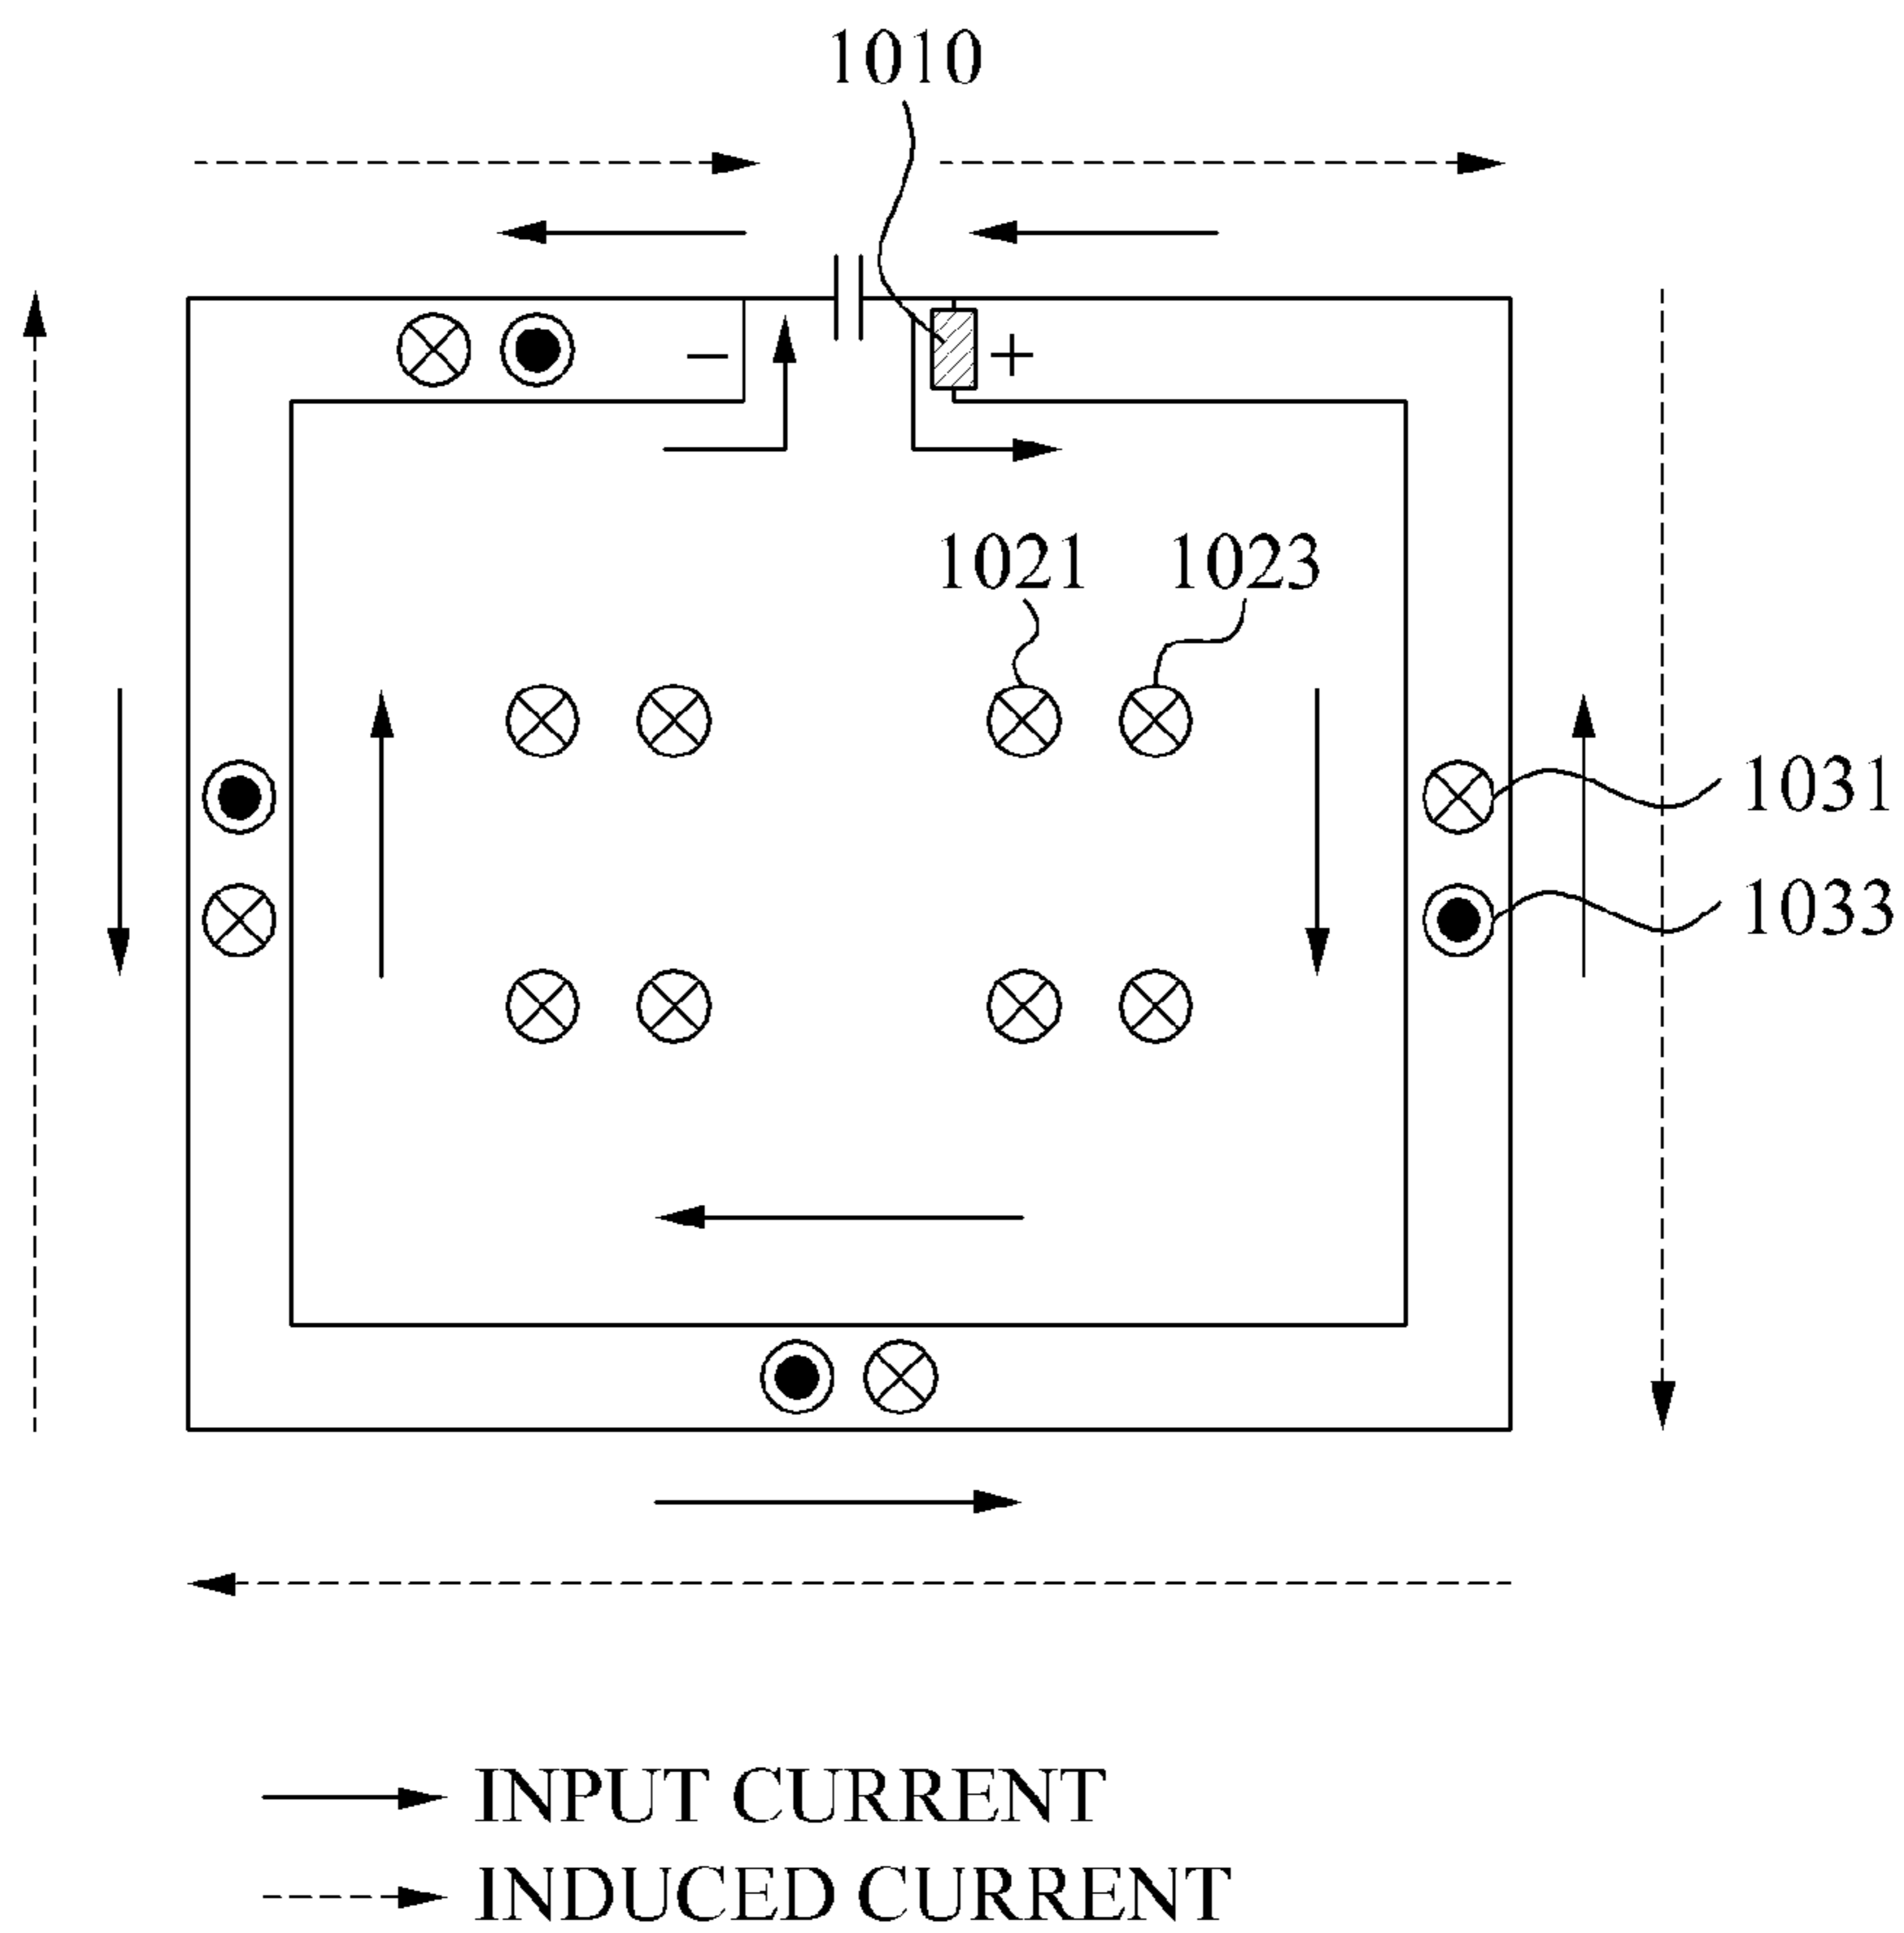 1010
− +
1021 1023
1031
1033
INPUT CURRENT
INDUCED CURRENT